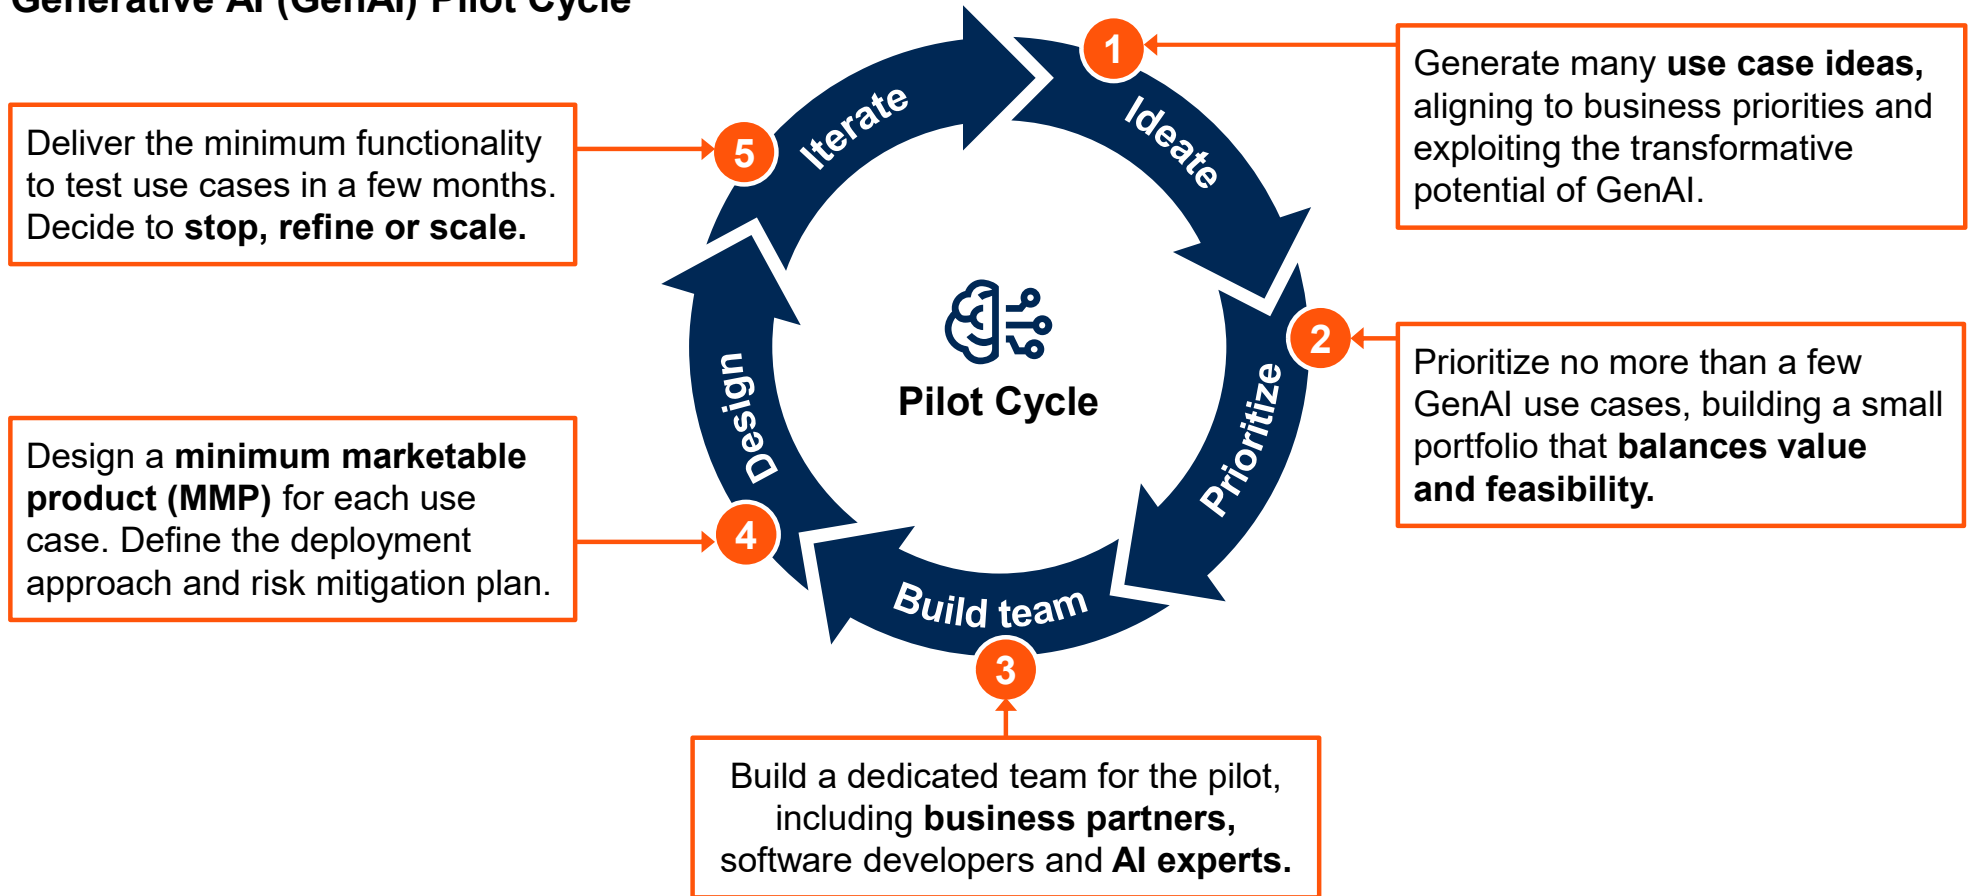 Generative AI (GenAI) Pilot Cycle
1
Ideate
Generate many use case ideas,
aligning to business priorities and
exploiting the transformative
potential of GenAI.
2
Prioritize
Prioritize no more than a few
GenAI use cases, building a small
portfolio that balances value
and feasibility.
3
Build team
Build a dedicated team for the pilot,
including business partners,
software developers and AI experts.
4
Design
Design a minimum marketable
product (MMP) for each use
case. Define the deployment
approach and risk mitigation plan.
5
Iterate
Deliver the minimum functionality
to test use cases in a few months.
Decide to stop, refine or scale.
Pilot Cycle